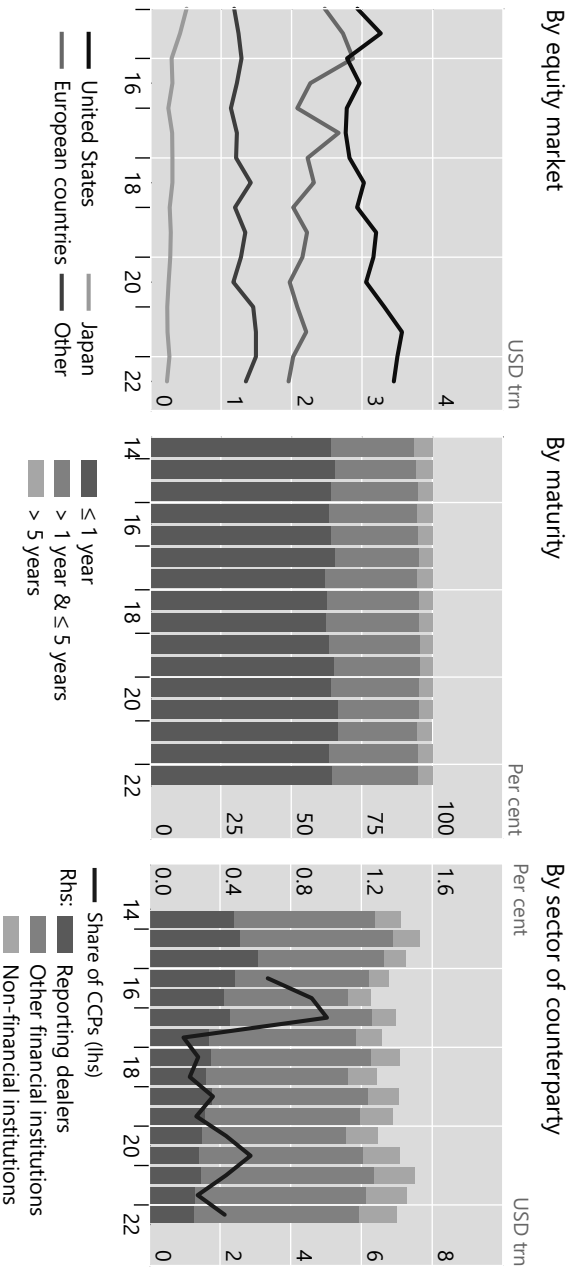 By equity market
USD trn
4
3
2
1
0
16 18 20 22
United States
European countries
Japan
Other
By maturity
Per cent
100
75
50
25
0
14 16 18 20 22
≤ 1 year
> 1 year & ≤ 5 years
> 5 years
By sector of counterparty
Per cent
USD trn
1.6
1.2
0.8
0.4
0.0
8
6
4
2
0
14 16 18 20 22
Share of CCPs (lhs)
Rhs:
Reporting dealers
Other financial institutions
Non-financial institutions